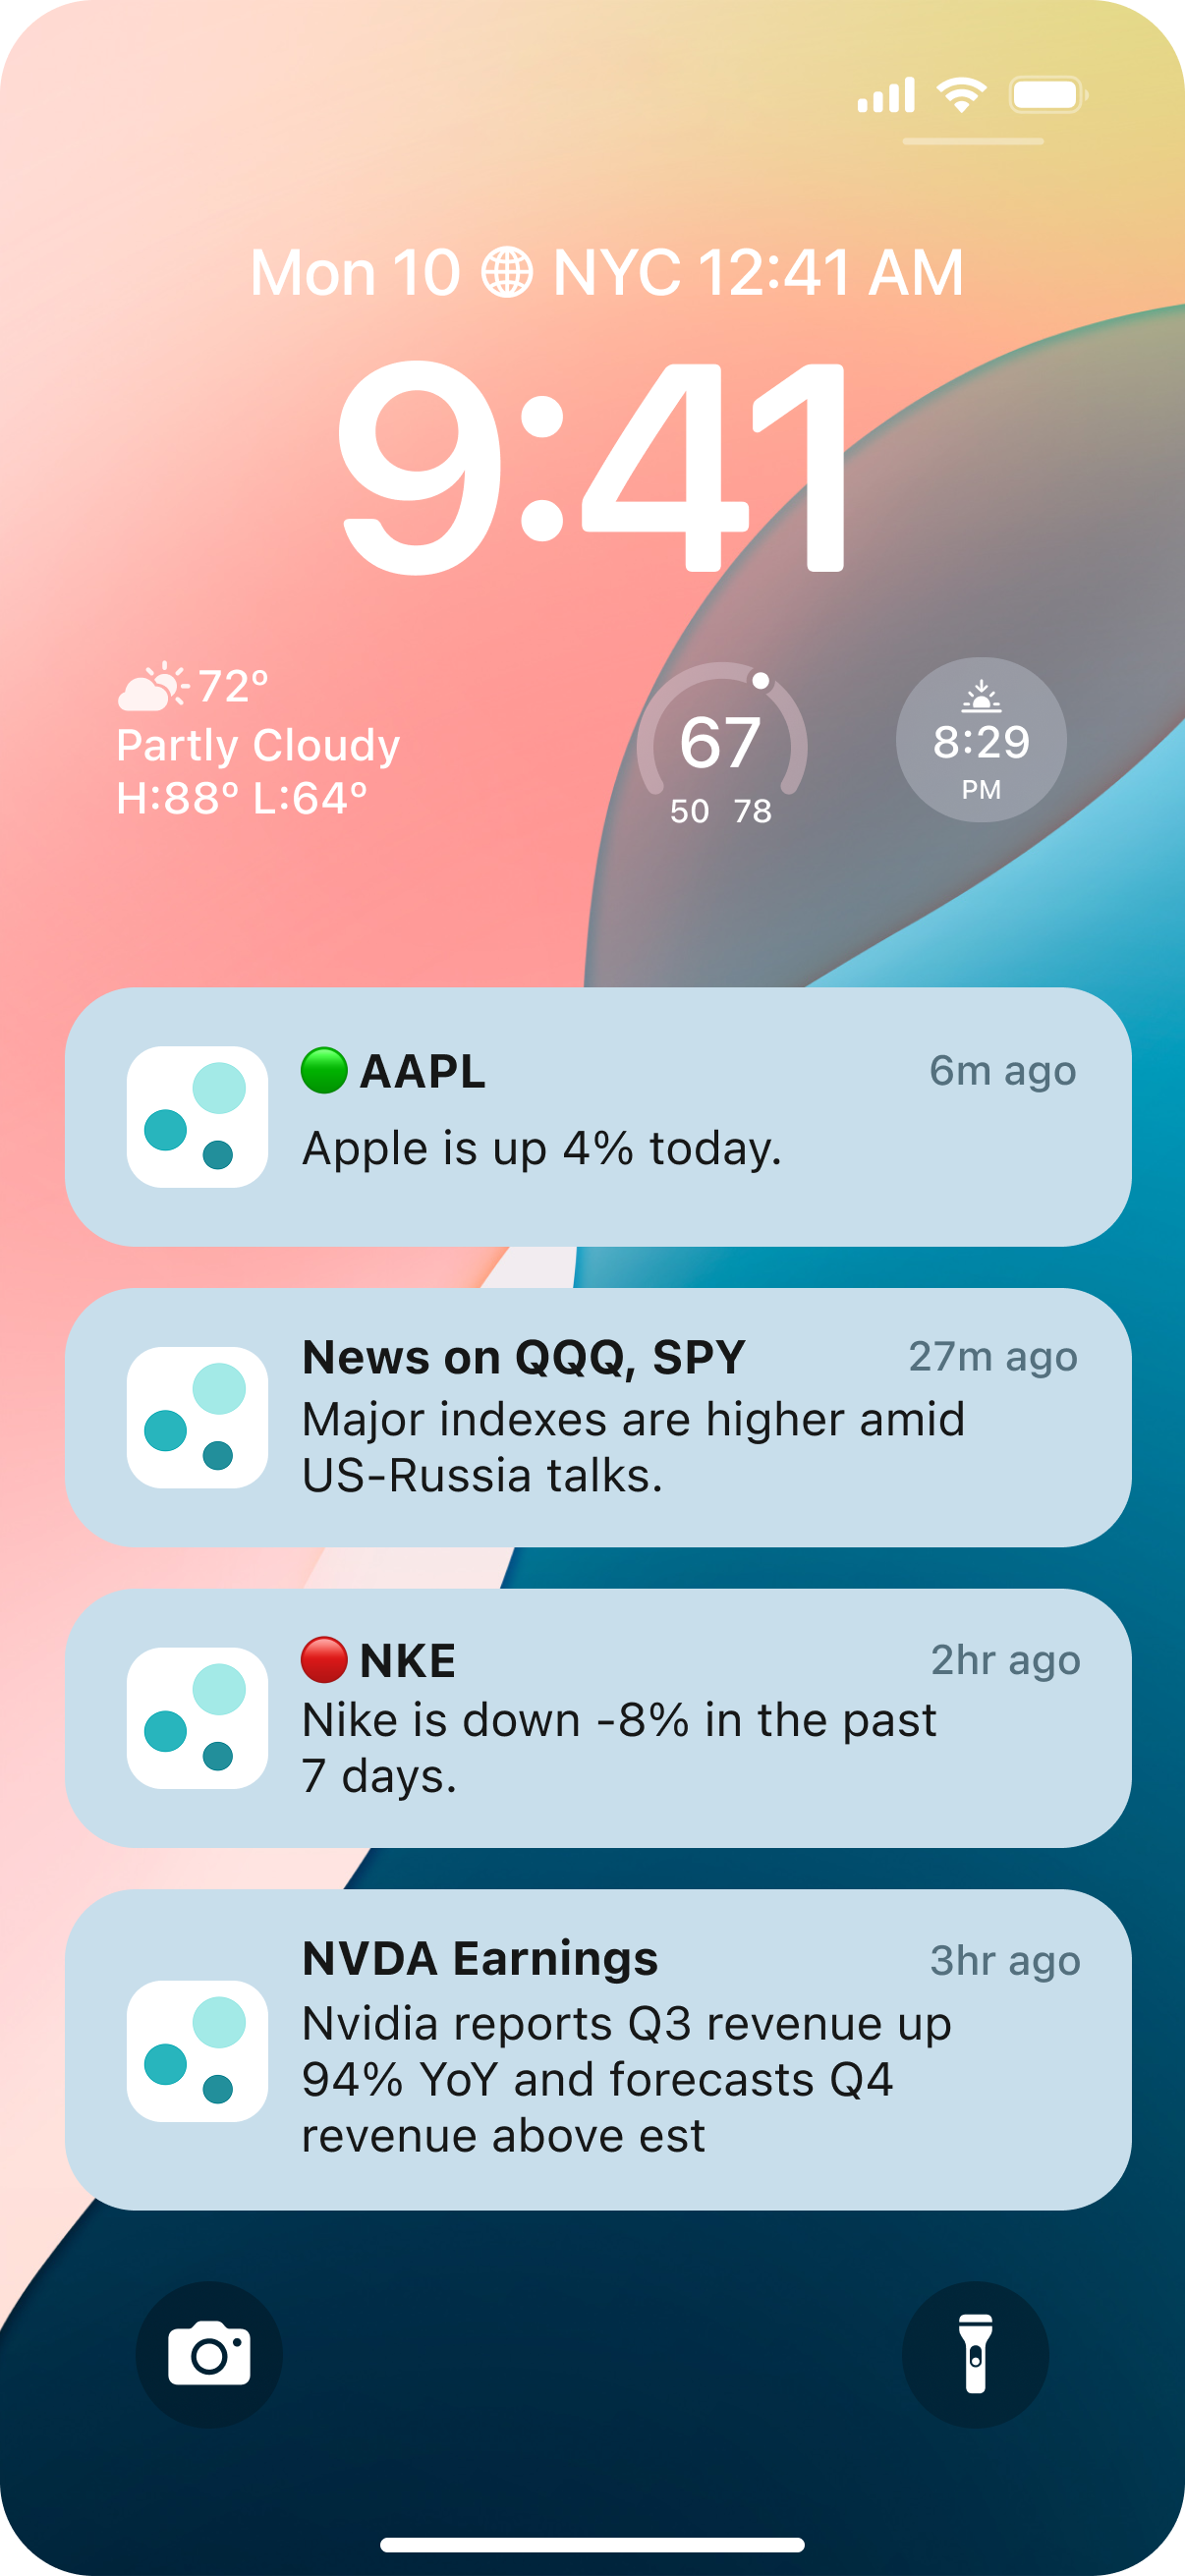 Mon 10 NYC 12:41 AM
9:41
72º
Partly Cloudy
H:88º L:64º
67
50 78
8:29
PM
AAPL
6m ago
Apple is up 4% today.
News on QQQ, SPY
27m ago
Major indexes are higher amid
US-Russia talks.
NKE
2hr ago
Nike is down -8% in the past
7 days.
NVDA Earnings
3hr ago
Nvidia reports Q3 revenue up
94% YoY and forecasts Q4
revenue above est